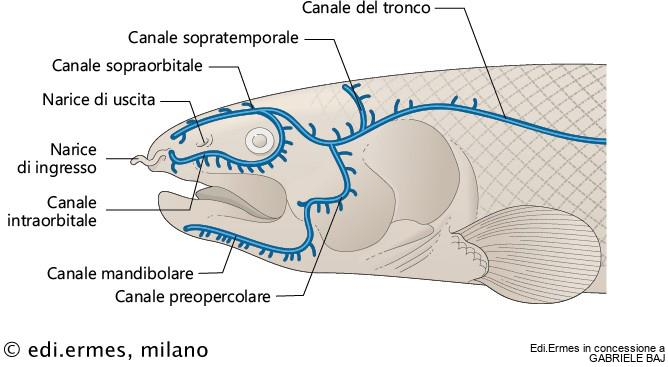 Canale del tronco
Canale sopratemporale
Canale sopraorbitale
Narice di uscita
Narice
di ingresso
Canale
intraorbitale
Canale mandibolare
Canale preopercolare
© edi.ermes, milano
Edi.Ermes in concessione a
GABRIELE BAJ